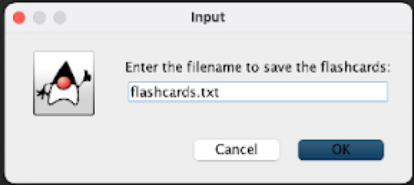 Input
Enter the filename to save the flashcards:
flashcards.txt
Cancel
OK